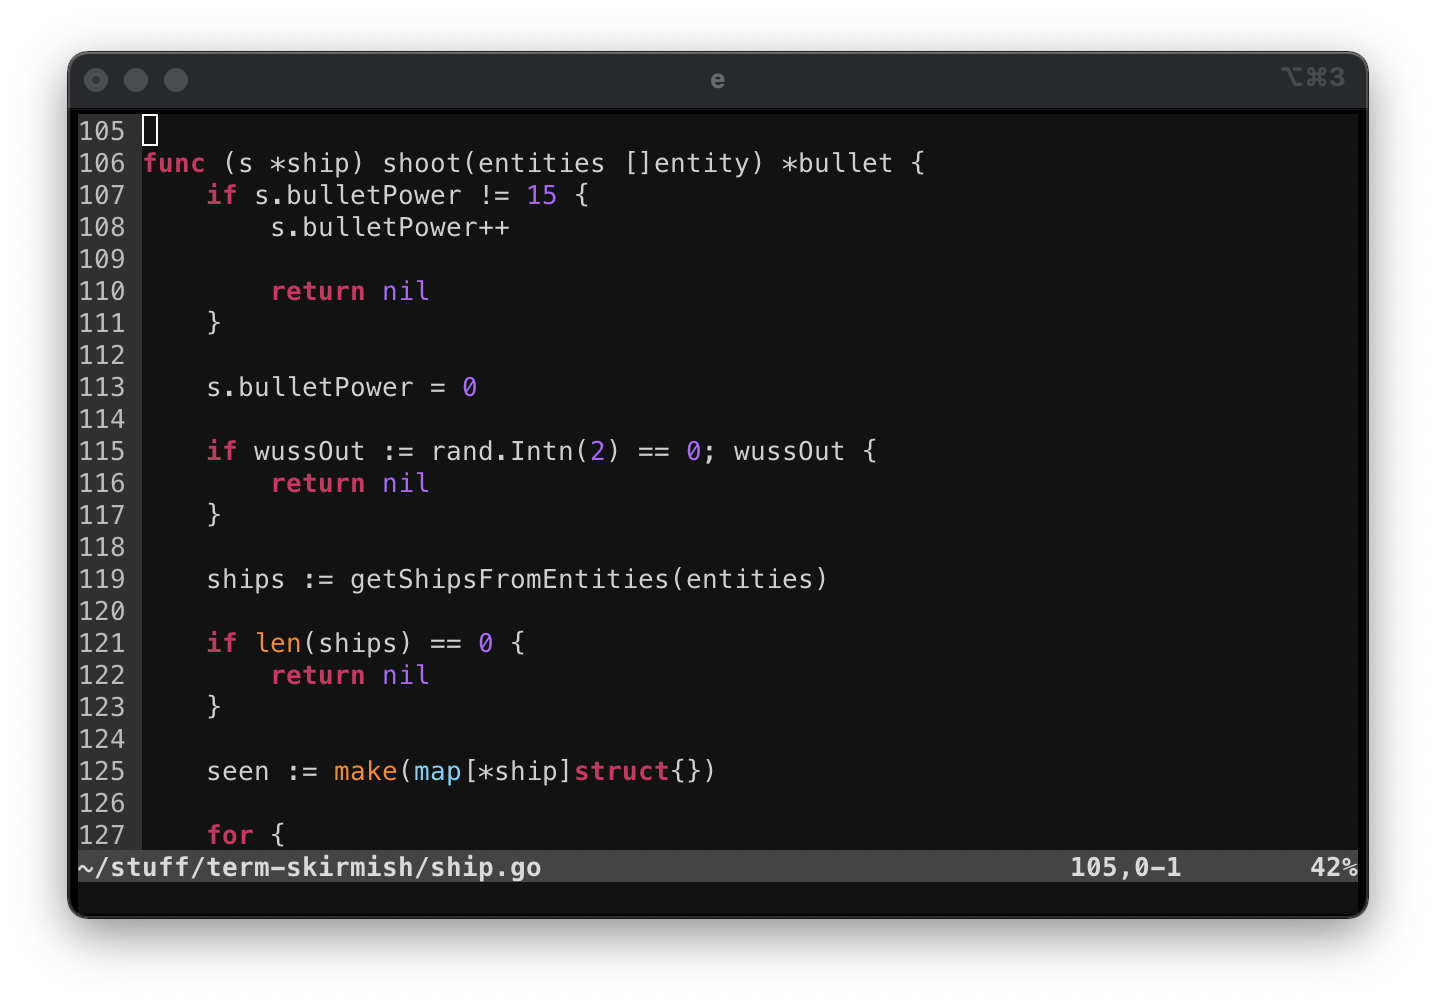 e ⌥⌘3
105
106 func (s *ship) shoot(entities []entity) *bullet {
107     if s.bulletPower != 15 {
108         s.bulletPower++
109
110         return nil
111     }
112
113     s.bulletPower = 0
114
115     if wussOut := rand.Intn(2) == 0; wussOut {
116         return nil
117     }
118
119     ships := getShipsFromEntities(entities)
120
121     if len(ships) == 0 {
122         return nil
123     }
124
125     seen := make(map[*ship]struct{})
126
127     for {
~/stuff/term-skirmish/ship.go 105,0-1 42%